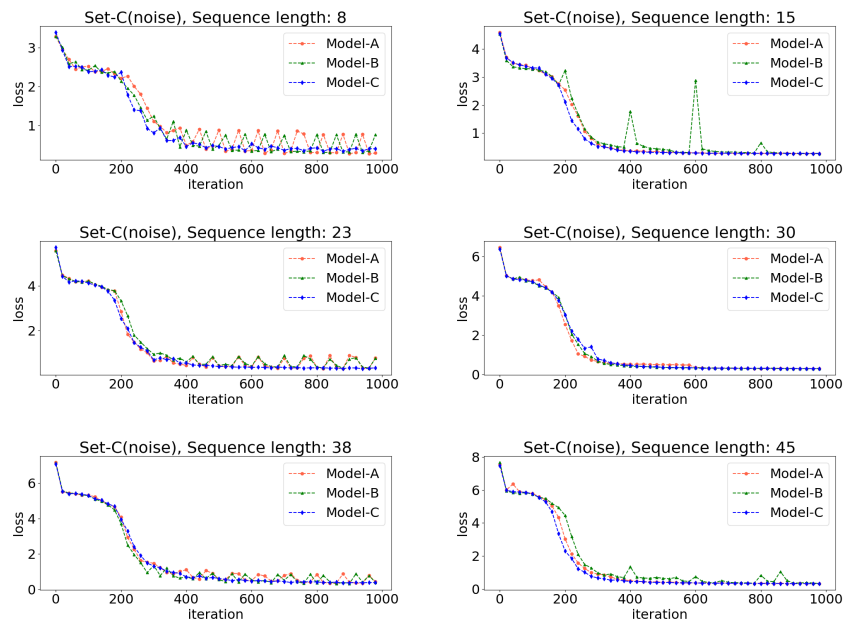 Set-C(noise), Sequence length: 8
loss
3
2
1
Model-A
Model-B
Model-C
0 200 400 600 800 1000
iteration
Set-C(noise), Sequence length: 15
loss
4
3
2
1
Model-A
Model-B
Model-C
0 200 400 600 800 1000
iteration
Set-C(noise), Sequence length: 23
loss
4
2
Model-A
Model-B
Model-C
0 200 400 600 800 1000
iteration
Set-C(noise), Sequence length: 30
loss
6
4
2
0
Model-A
Model-B
Model-C
0 200 400 600 800 1000
iteration
Set-C(noise), Sequence length: 38
loss
6
4
2
0
Model-A
Model-B
Model-C
0 200 400 600 800 1000
iteration
Set-C(noise), Sequence length: 45
loss
8
6
4
2
0
Model-A
Model-B
Model-C
0 200 400 600 800 1000
iteration